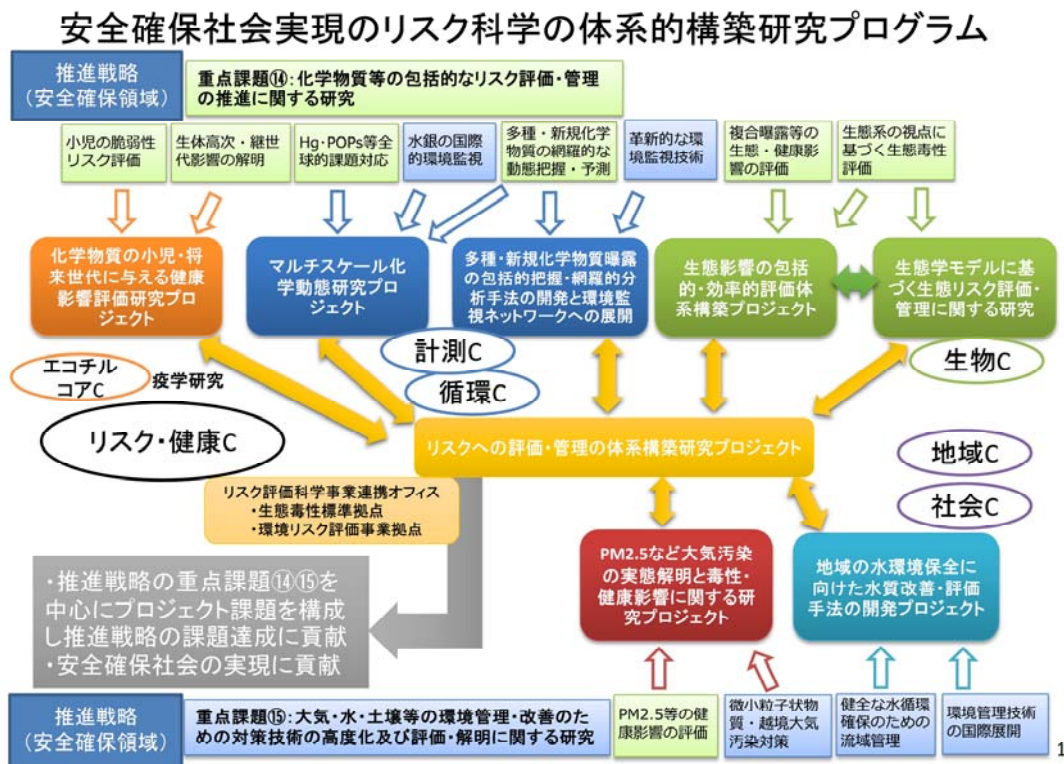 安全確保社会実現のリスク科学の体系的構築研究プログラム
推進戦略
(安全確保領域)
重点課題⑭:化学物質等の包括的なリスク評価・管理
の推進に関する研究
小児の脆弱性
リスク評価
生体高次・継世
代影響の解明
Hg・POPs等全
球的課題対応
水銀の国際
的環境監視
多種・新規化学
物質の網羅的な
動態把握・予測
革新的な環
境監視技術
複合曝露等の
生態・健康影
響の評価
生態系の視点に
基づく生態毒性
評価
化学物質の小児・将
来世代に与える健康
影響評価研究プロ
ジェクト
マルチスケール化
学動態研究プロ
ジェクト
多種・新規化学物質曝露
の包括的把握・網羅的分
析手法の開発と環境監
視ネットワークへの展開
生態影響の包括
的・効率的評価体
系構築プロジェクト
生態学モデルに基
づく生態リスク評価・
管理に関する研究
計測C
循環C
生物C
エコチル
コアC
疫学研究
リスク・健康C
リスクへの評価・管理の体系構築研究プロジェクト
地域C
社会C
リスク評価科学事業連携オフィス
・生態毒性標準拠点
・環境リスク評価事業拠点
PM2.5など大気汚染
の実態解明と毒性・
健康影響に関する研
究プロジェクト
地域の水環境保全に
向けた水質改善・評価
手法の開発プロジェクト
・推進戦略の重点課題⑭⑮を
中心にプロジェクト課題を構成
し推進戦略の課題達成に貢献
・安全確保社会の実現に貢献
推進戦略
(安全確保領域)
重点課題⑮:大気・水・土壌等の環境管理・改善のた
めの対策技術の高度化及び評価・解明に関する研究
PM2.5等の健
康影響の評価
微小粒子状物
質・越境大気
汚染対策
健全な水循環
確保のための
流域管理
環境管理技術
の国際展開
1